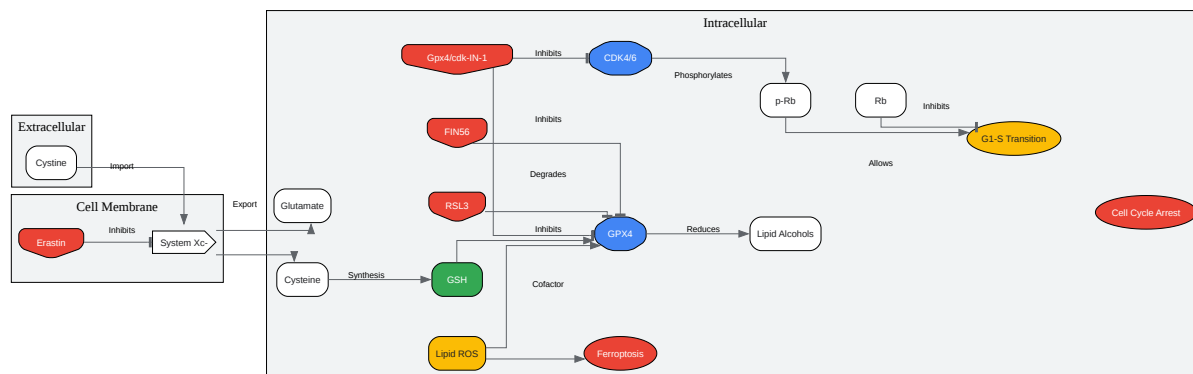 Intracellular
Gpx4/cdk-IN-1
Inhibits
CDK4/6
Phosphorylates
p-Rb
Rb
Inhibits
G1-S Transition
Allows
Extracellular
Cystine
Import
FIN56
Inhibits
Degrades
Cell Membrane
Erastin
Inhibits
System Xc-
Export
Glutamate
RSL3
Inhibits
GPX4
Reduces
Lipid Alcohols
Cell Cycle Arrest
Cysteine
Synthesis
GSH
Cofactor
Lipid ROS
Ferroptosis